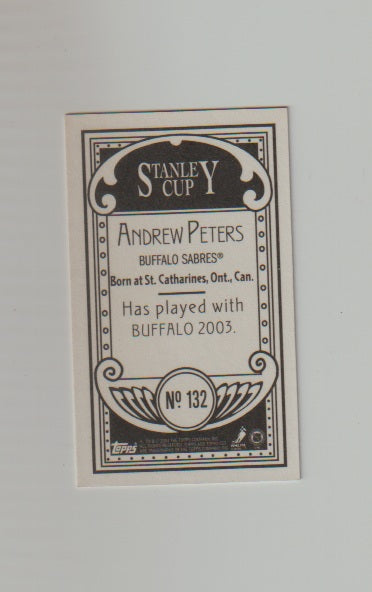 STANLEY
CUP
ANDREW PETERS
BUFFALO SABRES®
Born at St. Catharines, Ont., Can.
Has played with
BUFFALO 2003.
Nº 132
topps